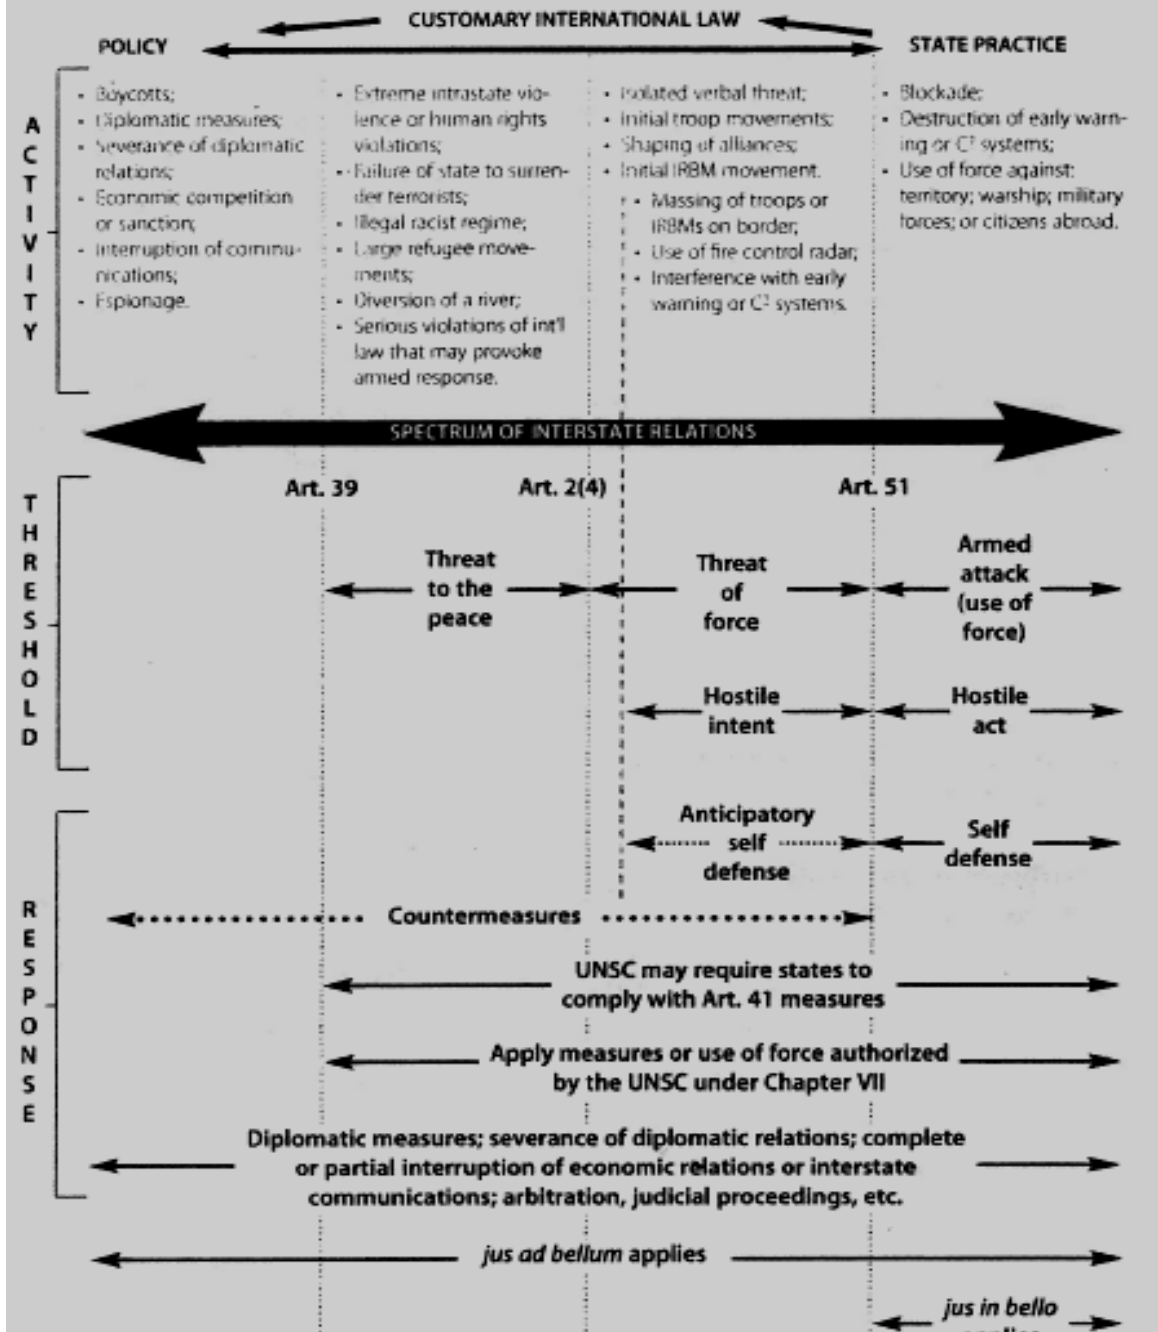 CUSTOMARY INTERNATIONAL LAW
POLICY
STATE PRACTICE
ACTIVITY
• Boycotts;
• Diplomatic measures;
• Severance of diplomatic
relations;
• Economic competition
or sanction;
• Interruption of commu-
nications;
• Espionage.
• Extreme intrastate vio-
lence or human rights
violations;
• Failure of state to surren-
der terrorists;
• Illegal racist regime;
• Large refugee move-
ments;
• Diversion of a river;
• Serious violations of int'l
law that may provoke
armed response.
• Isolated verbal threat;
• Initial troop movements;
• Shaping of alliances;
• Initial IRBM movement.
• Massing of troops or
IRBMs on border;
• Use of fire control radar;
• Interference with early
warning or C² systems.
• Blockade;
• Destruction of early warn-
ing or C² systems;
• Use of force against:
territory; warship; military
forces; or citizens abroad.
SPECTRUM OF INTERSTATE RELATIONS
THRESHOLD
Art. 39
Art. 2(4)
Art. 51
Threat
to the
peace
Threat
of
force
Armed
attack
(use of
force)
Hostile
intent
Hostile
act
RESPONSE
Anticipatory
self
defense
Self
defense
Countermeasures
UNSC may require states to
comply with Art. 41 measures
Apply measures or use of force authorized
by the UNSC under Chapter VII
Diplomatic measures; severance of diplomatic relations; complete
or partial interruption of economic relations or interstate
communications; arbitration, judicial proceedings, etc.
jus ad bellum applies
jus in bello